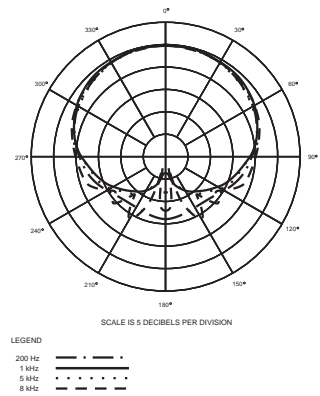 0°
330°
30°
300°
60°
270°
90°
240°
120°
210°
150°
180°
SCALE IS 5 DECIBELS PER DIVISION
LEGEND
200 Hz
1 kHz
5 kHz
8 kHz